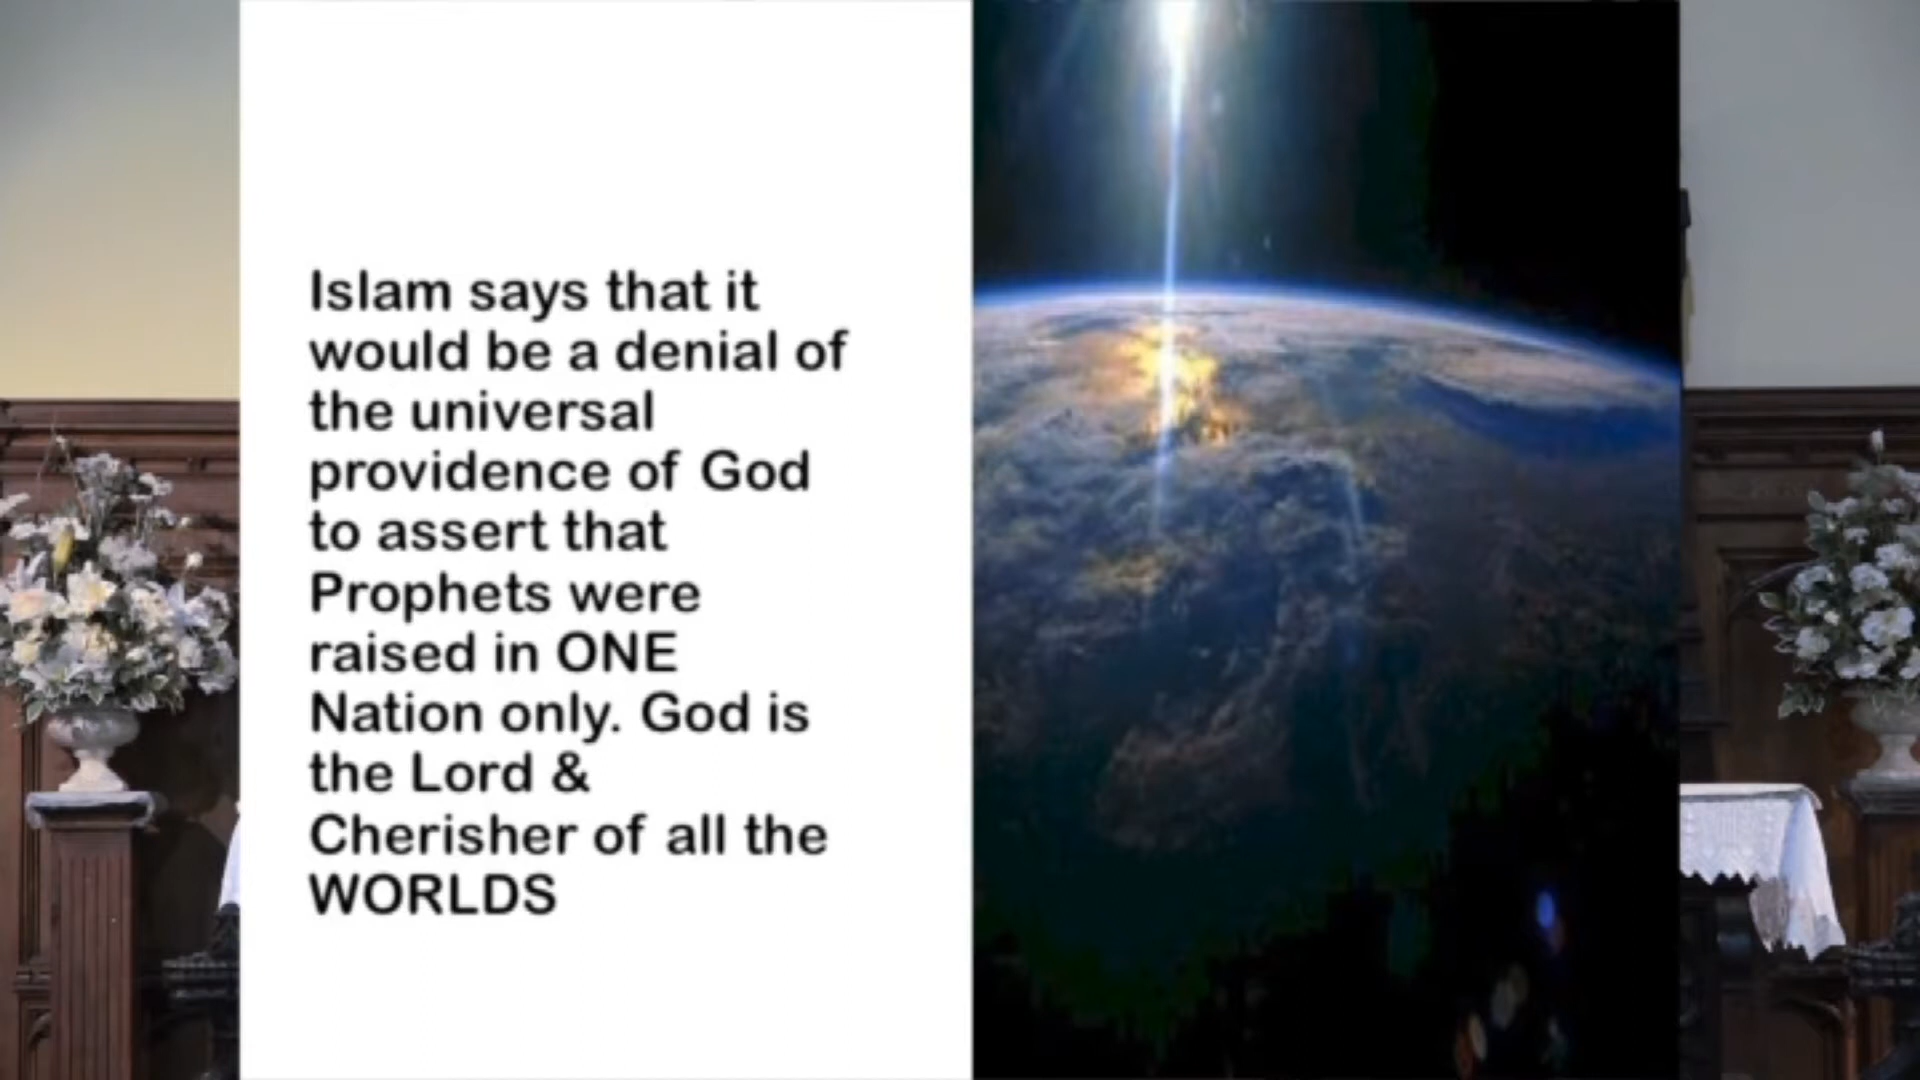 Islam says that it
would be a denial of
the universal
providence of God
to assert that
Prophets were
raised in ONE
Nation only. God is
the Lord &
Cherisher of all the
WORLDS